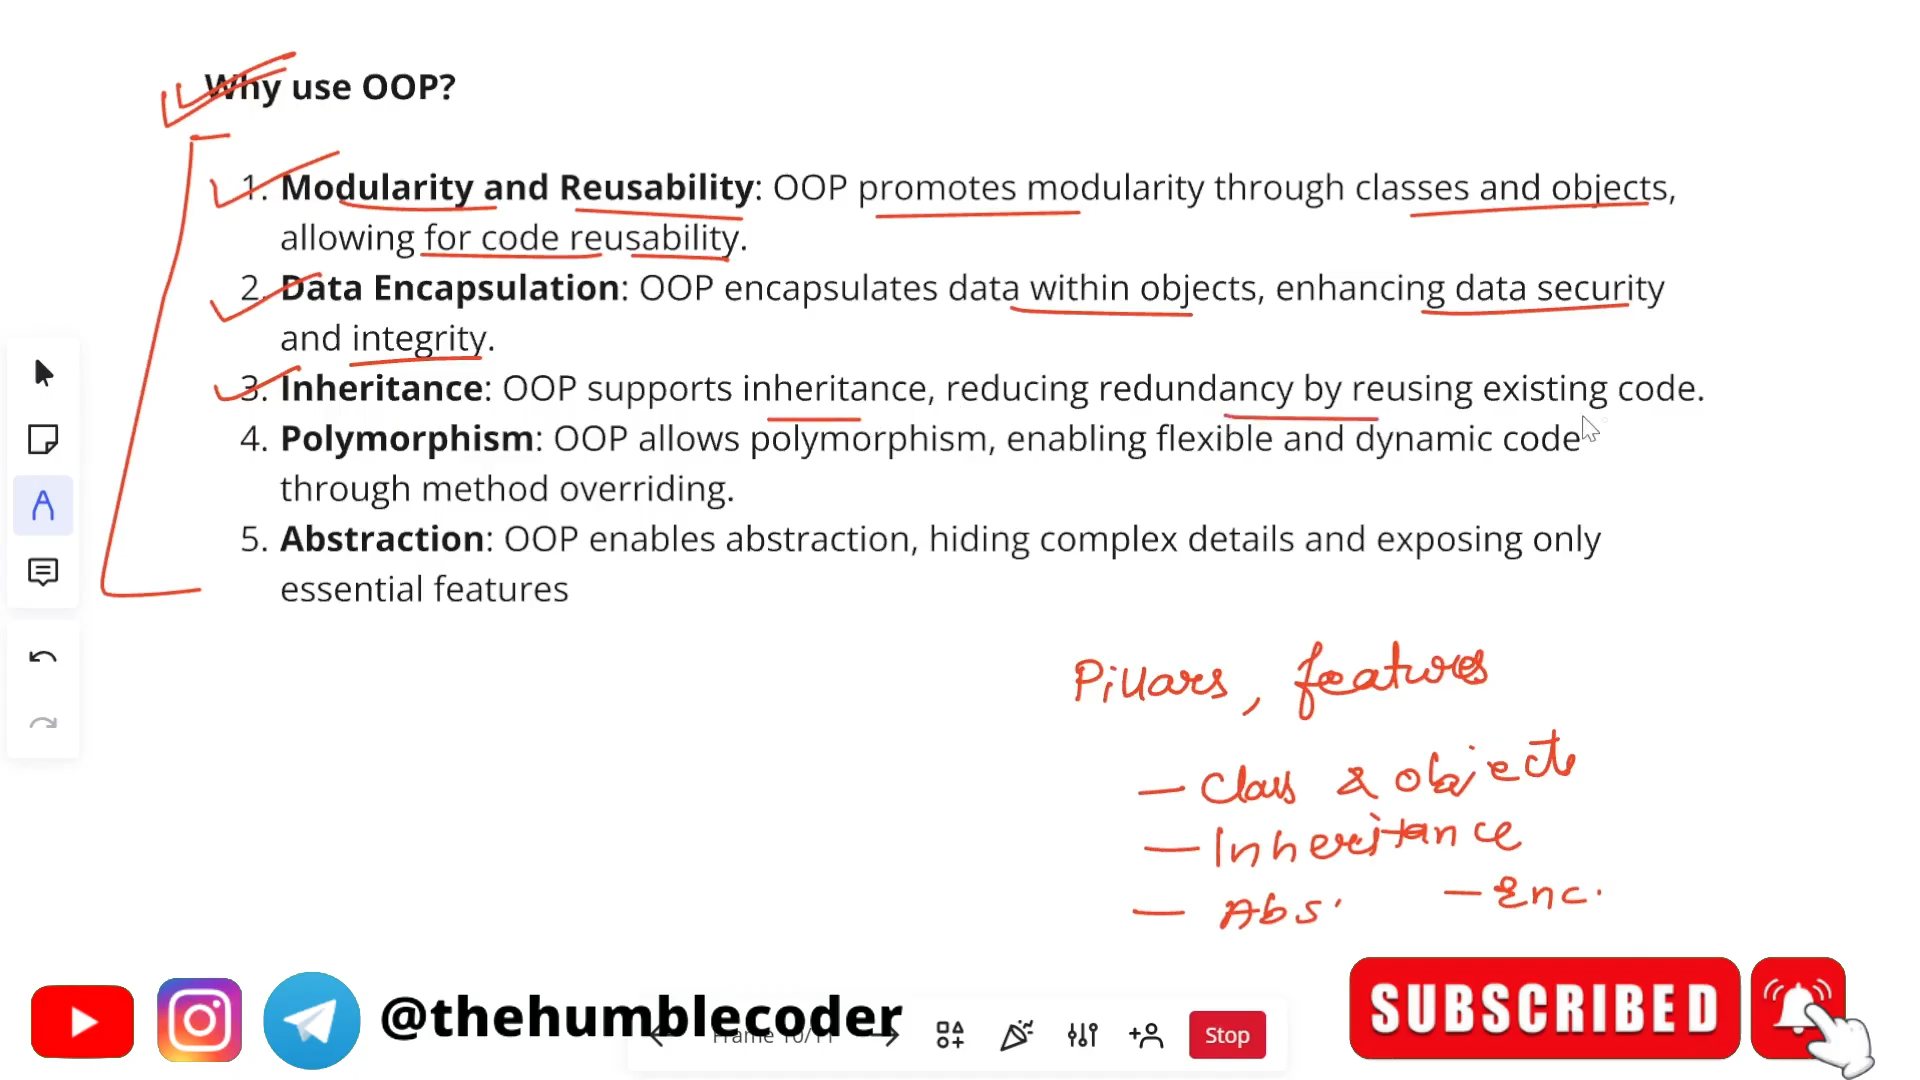 Why use OOP?
1. Modularity and Reusability: OOP promotes modularity through classes and objects,
allowing for code reusability.
2. Data Encapsulation: OOP encapsulates data within objects, enhancing data security
and integrity.
3. Inheritance: OOP supports inheritance, reducing redundancy by reusing existing code.
4. Polymorphism: OOP allows polymorphism, enabling flexible and dynamic code
through method overriding.
5. Abstraction: OOP enables abstraction, hiding complex details and exposing only
essential features
Pillars, features
— Class & objects
— Inheritance
— Abs. — Enc.
@thehumblecoder
Frame 10/11
Stop
SUBSCRIBED